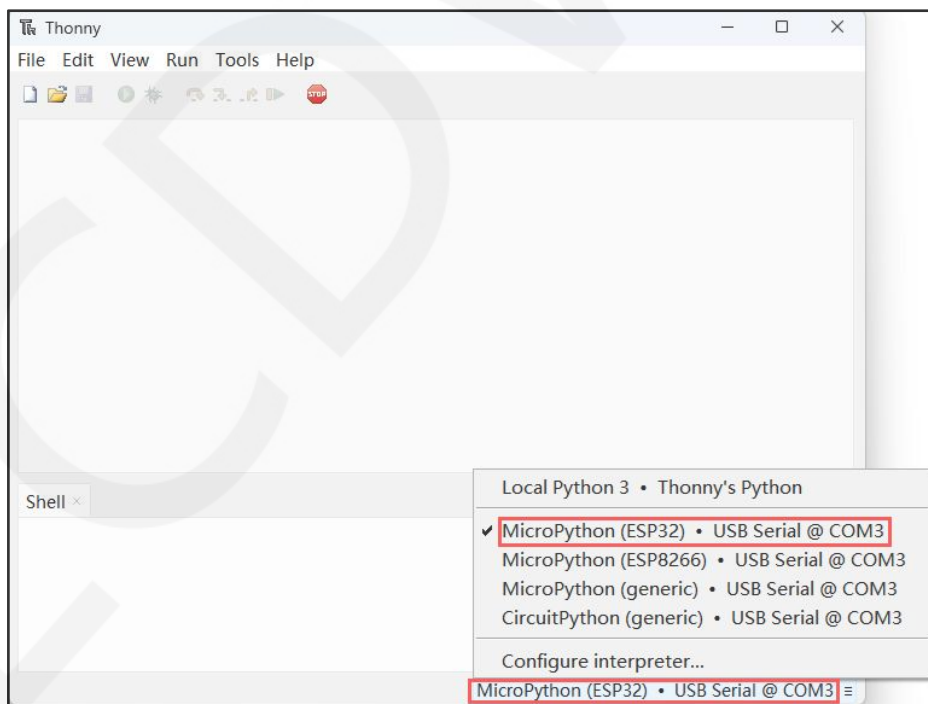 Thonny
File Edit View Run Tools Help
STOP
Shell
Local Python 3 • Thonny's Python
✓ MicroPython (ESP32) • USB Serial @ COM3
MicroPython (ESP8266) • USB Serial @ COM3
MicroPython (generic) • USB Serial @ COM3
CircuitPython (generic) • USB Serial @ COM3
Configure interpreter...
MicroPython (ESP32) • USB Serial @ COM3 ≡